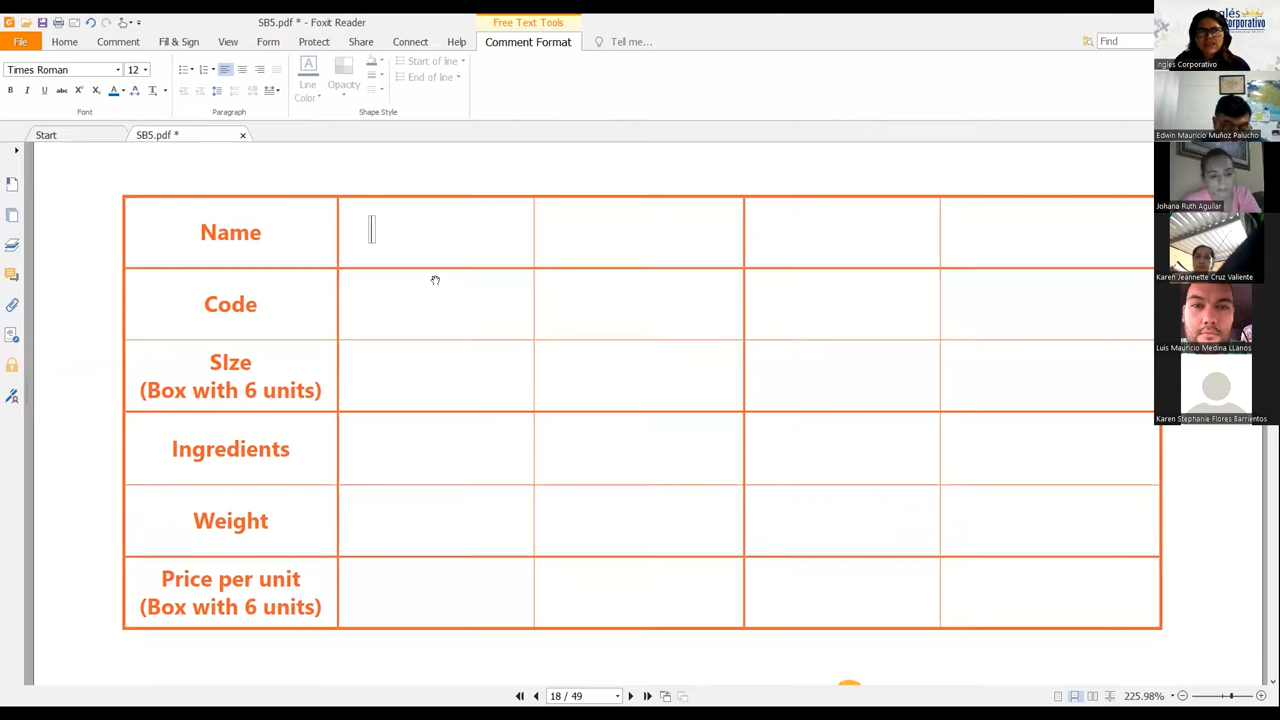 SB5.pdf * - Foxit Reader
Free Text Tools
File
Home
Comment
Fill & Sign
View
Form
Protect
Share
Connect
Help
Comment Format
Tell me...
Find
Times Roman
12
Line
Color
Opacity
Start of line
End of line
Font
Paragraph
Shape Style
Start
SB5.pdf *
Name
Code
SIze
(Box with 6 units)
Ingredients
Weight
Price per unit
(Box with 6 units)
18 / 49
225.98%
Inglés
Corporativo
Ingles Corporativo
Edwin Mauricio Muñoz Palucho
Johana Ruth Aguilar
Karen Jeannette Cruz Valiente
Luis Mauricio Medina LLanos
Karen Stephanie Flores Barrientos